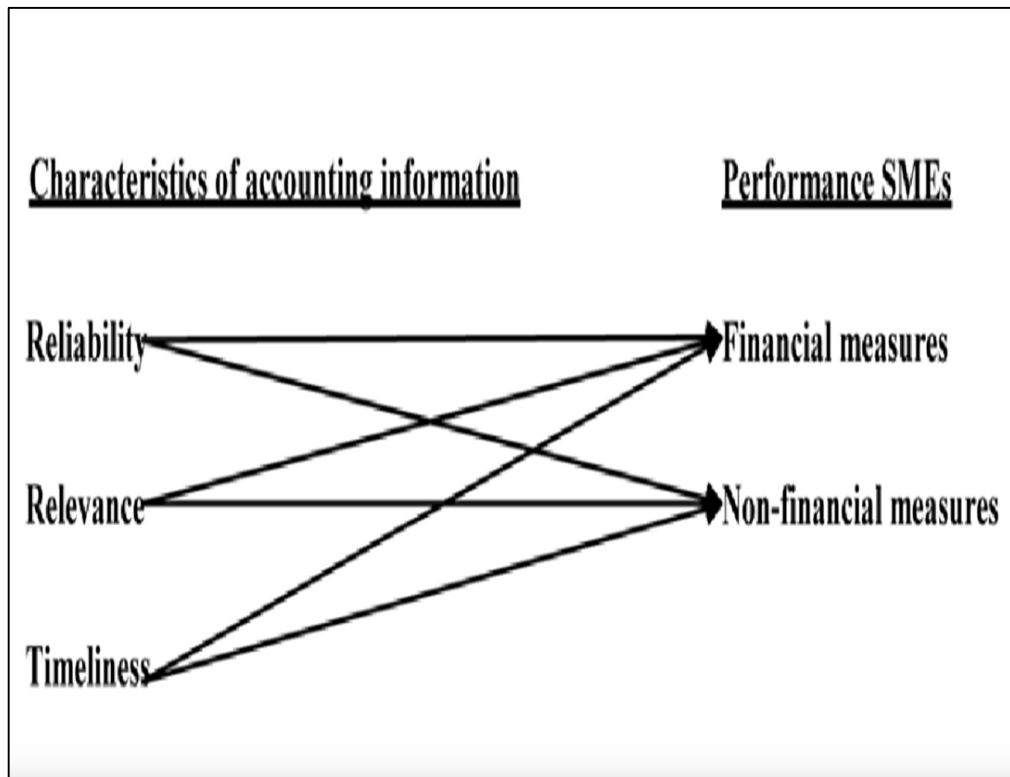 Characteristics of accounting information
Performance SMEs
Reliability
Financial measures
Relevance
Non-financial measures
Timeliness